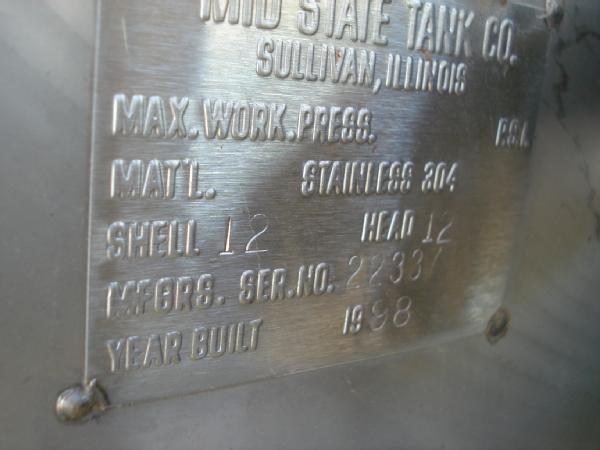 MID STATE TANK CO.
SULLIVAN, ILLINOIS
MAX. WORK. PRESS. P.S.I.
MAT'L. STAINLESS 304
SHELL 12 HEAD 12
MFGRS. SER. NO. 22337
YEAR BUILT 1998